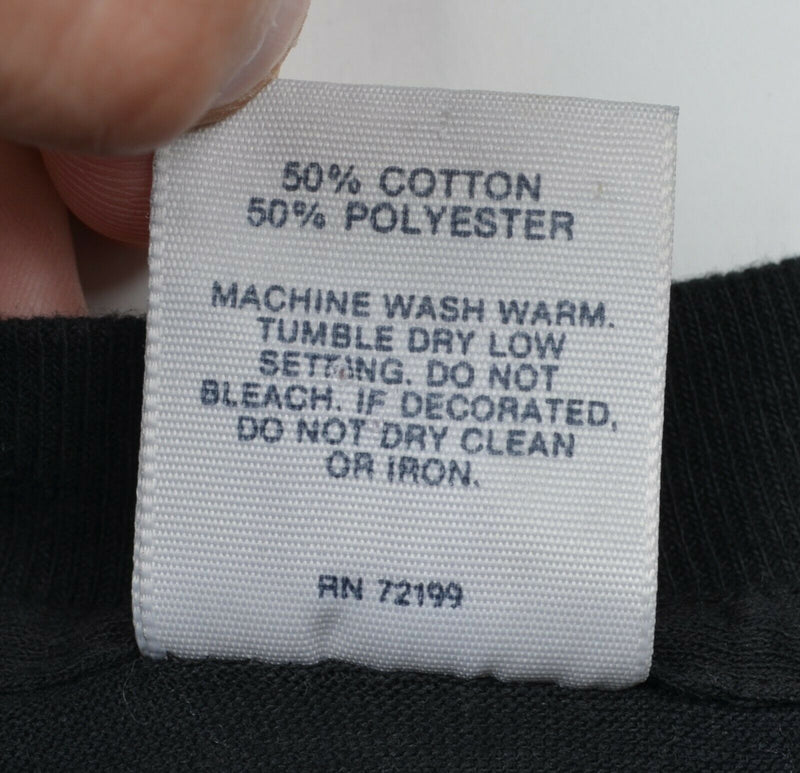 50% COTTON
50% POLYESTER
MACHINE WASH WARM.
TUMBLE DRY LOW
SETTING. DO NOT
BLEACH. IF DECORATED,
DO NOT DRY CLEAN
OR IRON.
RN 72199